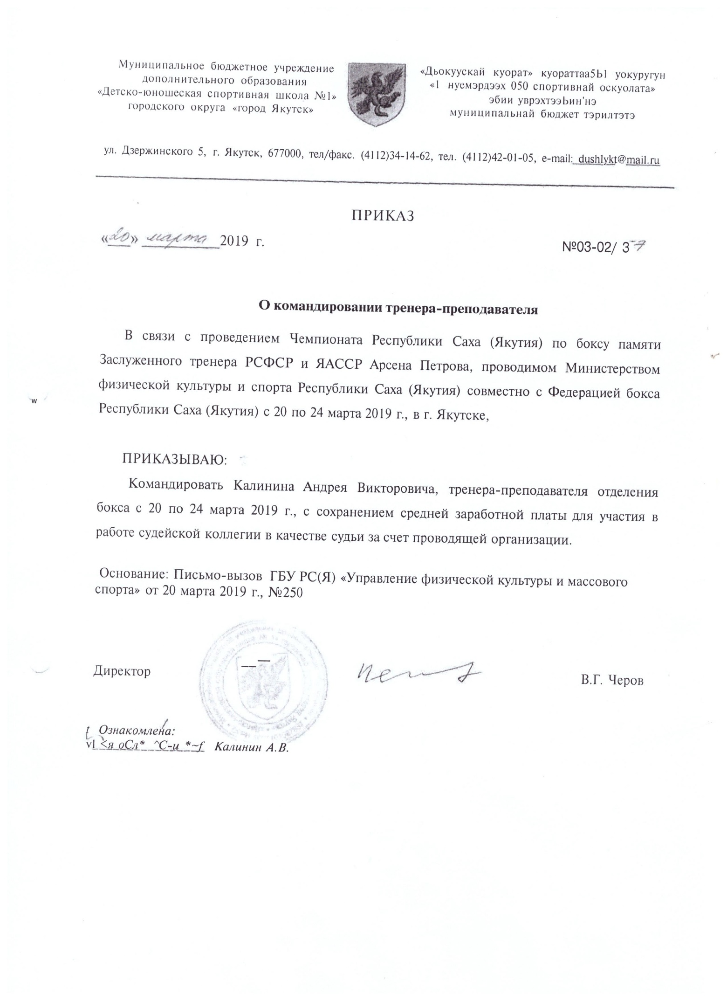 Муниципальное бюджетное учреждение
дополнительного образования
«Детско-юношеская спортивная школа №1»
городского округа «город Якутск»
«Дьокуускай куорат» куораттаа5Ы уокуругун
«1 нуемэрдээх 050 спортивнай оскуолата»
эбии уврэхтээЬин'нэ
муниципальнай бюджет тэрилтэтэ
ул. Дзержинского 5, г. Якутск, 677000, тел/факс. (4112)34-14-62, тел. (4112)42-01-05, e-mail: dushlykt@mail.ru
ПРИКАЗ
«20» марта 2019 г.
№03-02/ 37
О командировании тренера-преподавателя
В связи с проведением Чемпионата Республики Саха (Якутия) по боксу памяти
Заслуженного тренера РСФСР и ЯАССР Арсена Петрова, проводимом Министерством
физической культуры и спорта Республики Саха (Якутия) совместно с Федерацией бокса
Республики Саха (Якутия) с 20 по 24 марта 2019 г., в г. Якутске,
w
ПРИКАЗЫВАЮ:
Командировать Калинина Андрея Викторовича, тренера-преподавателя отделения
бокса с 20 по 24 марта 2019 г., с сохранением средней заработной платы для участия в
работе судейской коллегии в качестве судьи за счет проводящей организации.
Основание: Письмо-вызов ГБУ РС(Я) «Управление физической культуры и массового
спорта» от 20 марта 2019 г., №250
Директор
В.Г. Черов
t Ознакомлена:
vl <я оСл* ^С-и *~f Калинин А.В.